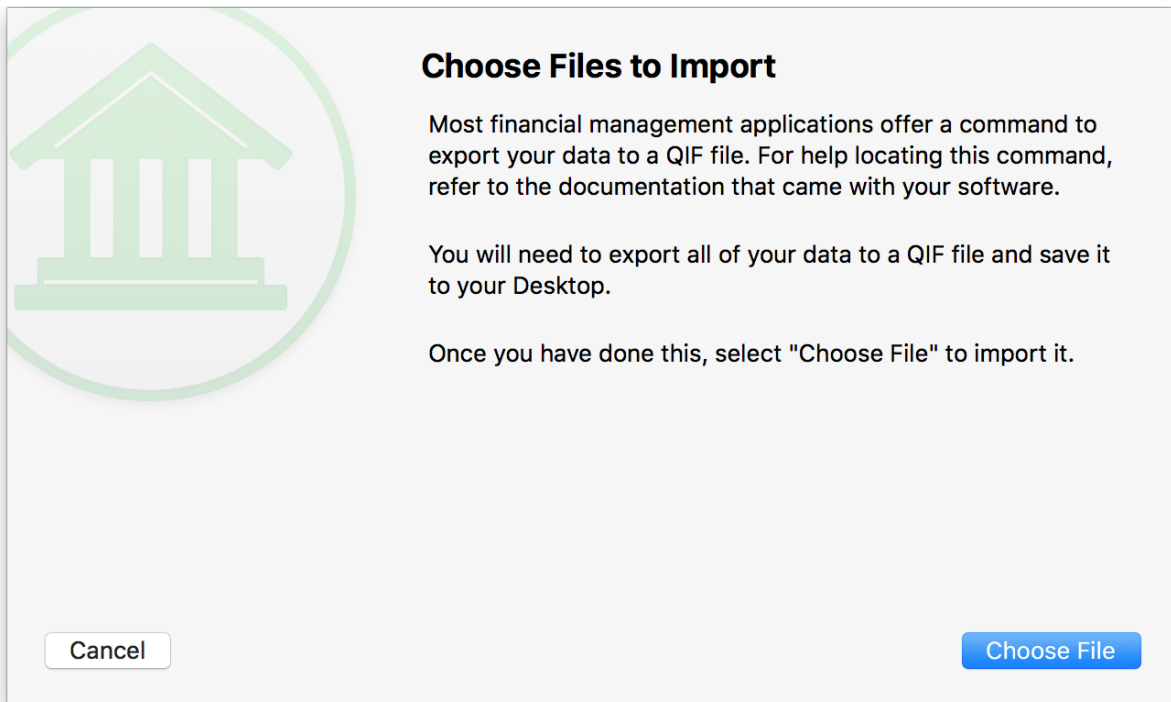 Choose Files to Import
Most financial management applications offer a command to
export your data to a QIF file. For help locating this command,
refer to the documentation that came with your software.
You will need to export all of your data to a QIF file and save it
to your Desktop.
Once you have done this, select "Choose File" to import it.
Cancel
Choose File